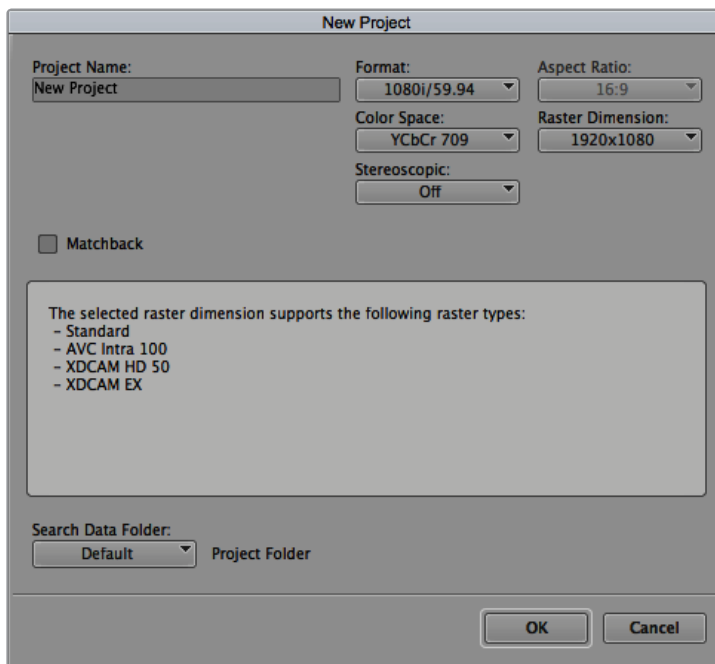 New Project
Project Name:
New Project
Format:
1080i/59.94
Aspect Ratio:
16:9
Color Space:
YCbCr 709
Raster Dimension:
1920x1080
Stereoscopic:
Off
Matchback
The selected raster dimension supports the following raster types:
– Standard
– AVC Intra 100
– XDCAM HD 50
– XDCAM EX
Search Data Folder:
Default
Project Folder
OK
Cancel